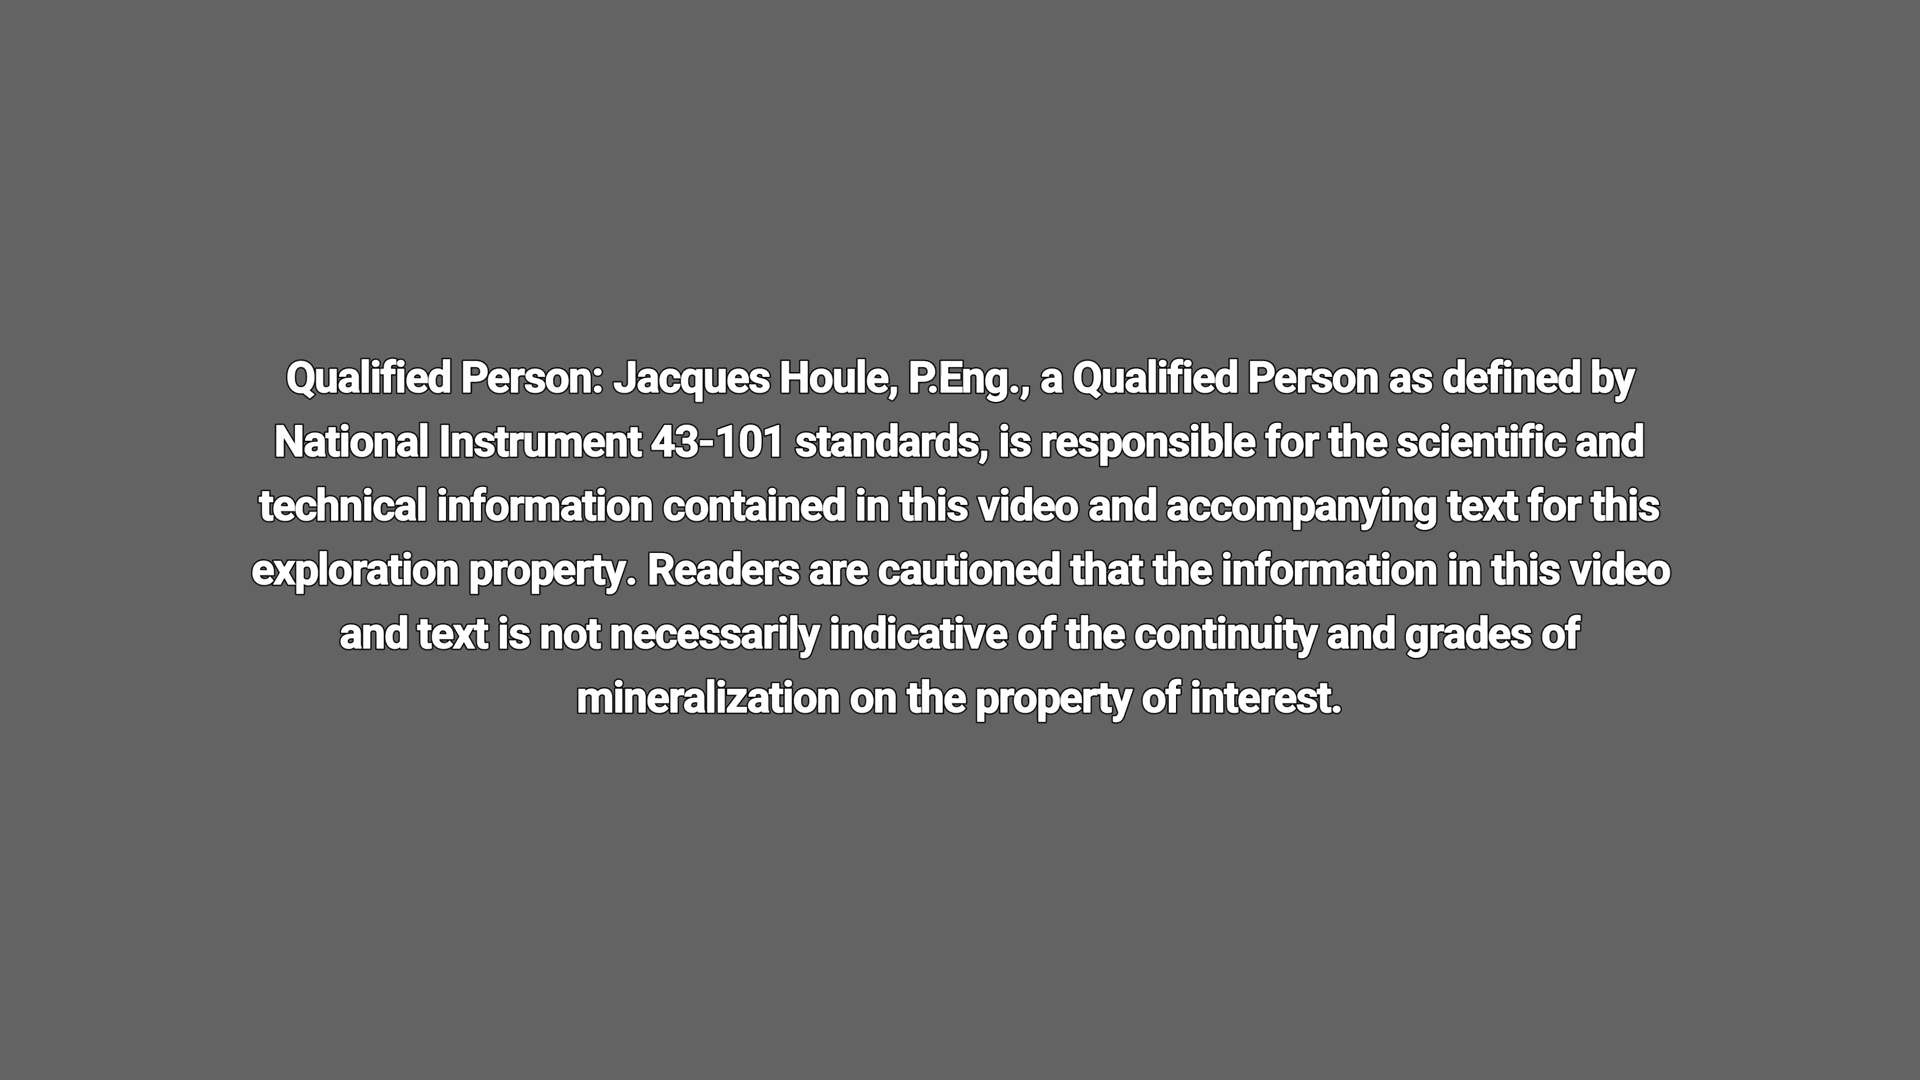 Qualified Person: Jacques Houle, P.Eng., a Qualified Person as defined by
National Instrument 43-101 standards, is responsible for the scientific and
technical information contained in this video and accompanying text for this
exploration property. Readers are cautioned that the information in this video
and text is not necessarily indicative of the continuity and grades of
mineralization on the property of interest.